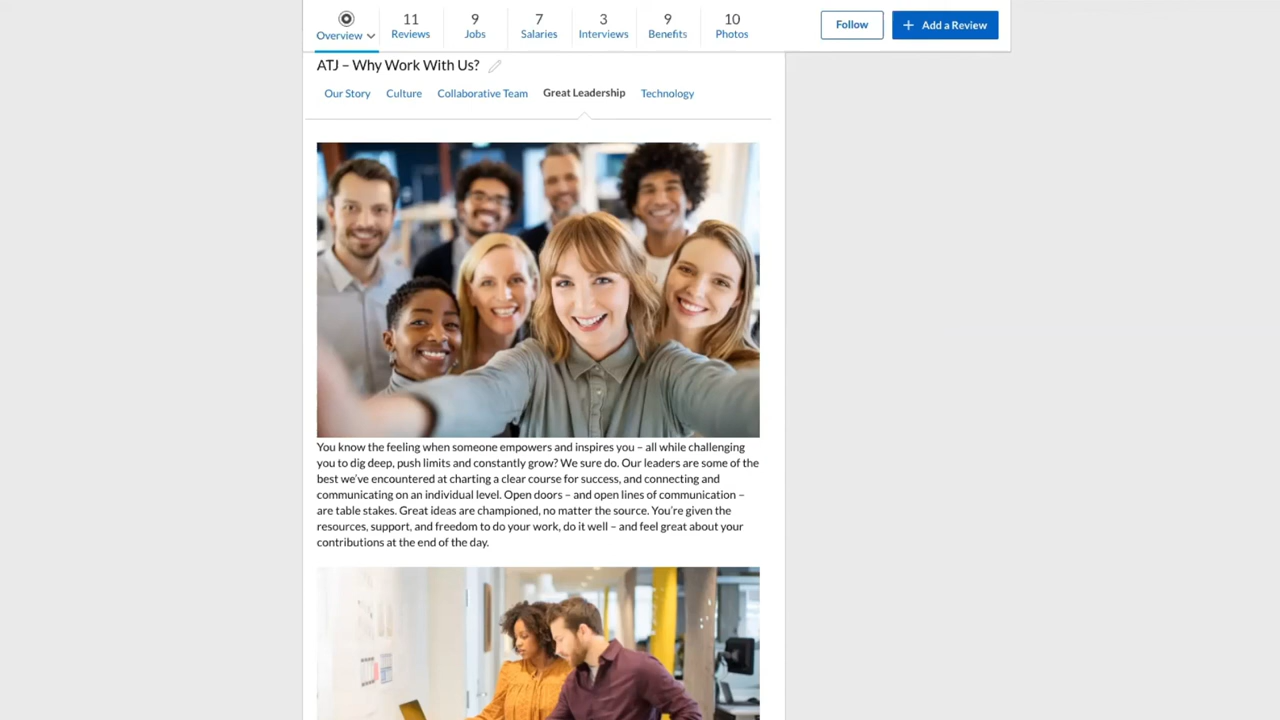 11 9 7 3 9 10
Overview Reviews Jobs Salaries Interviews Benefits Photos Follow + Add a Review
ATJ – Why Work With Us?
Our Story Culture Collaborative Team Great Leadership Technology
You know the feeling when someone empowers and inspires you – all while challenging
you to dig deep, push limits and constantly grow? We sure do. Our leaders are some of the
best we've encountered at charting a clear course for success, and connecting and
communicating on an individual level. Open doors – and open lines of communication –
are table stakes. Great ideas are championed, no matter the source. You're given the
resources, support, and freedom to do your work, do it well – and feel great about your
contributions at the end of the day.